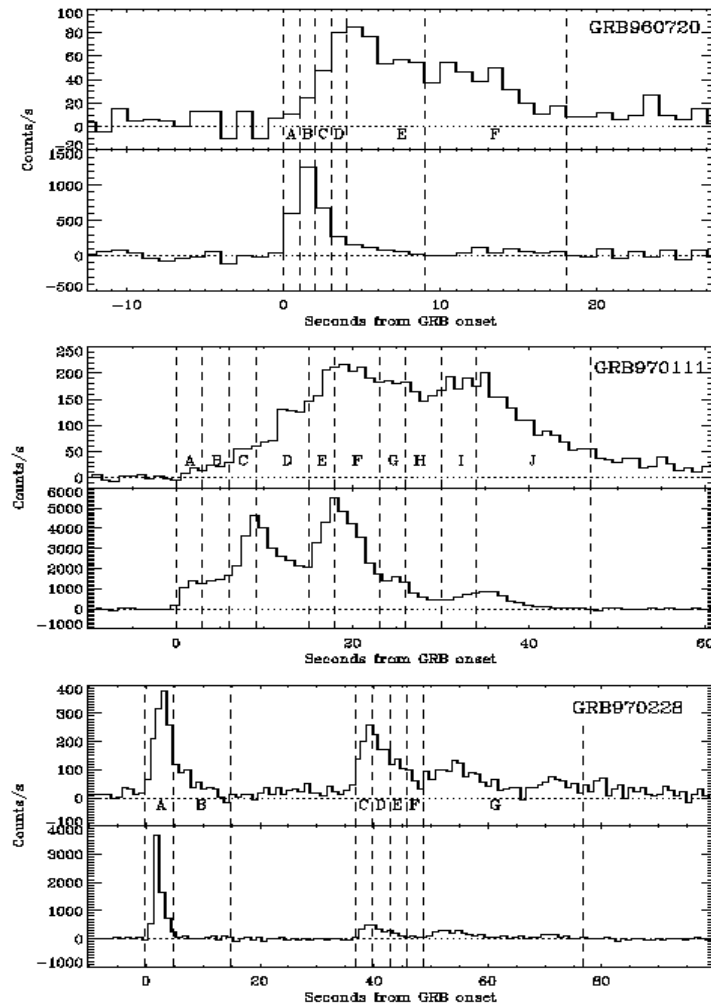 100
80
60
40
20
0
-20
GRB960720
A B C D E F
Counts/s
1500
1000
500
0
-500
-10 0 10 20
Seconds from GRB onset
250
200
150
100
50
0
GRB970111
A B C D E F G H I J
Counts/s
6000
5000
4000
3000
2000
1000
0
-1000
0 20 40 60
Seconds from GRB onset
400
300
200
100
0
-100
GRB970228
A B C D E F G
Counts/s
4000
3000
2000
1000
0
-1000
0 20 40 60 80
Seconds from GRB onset